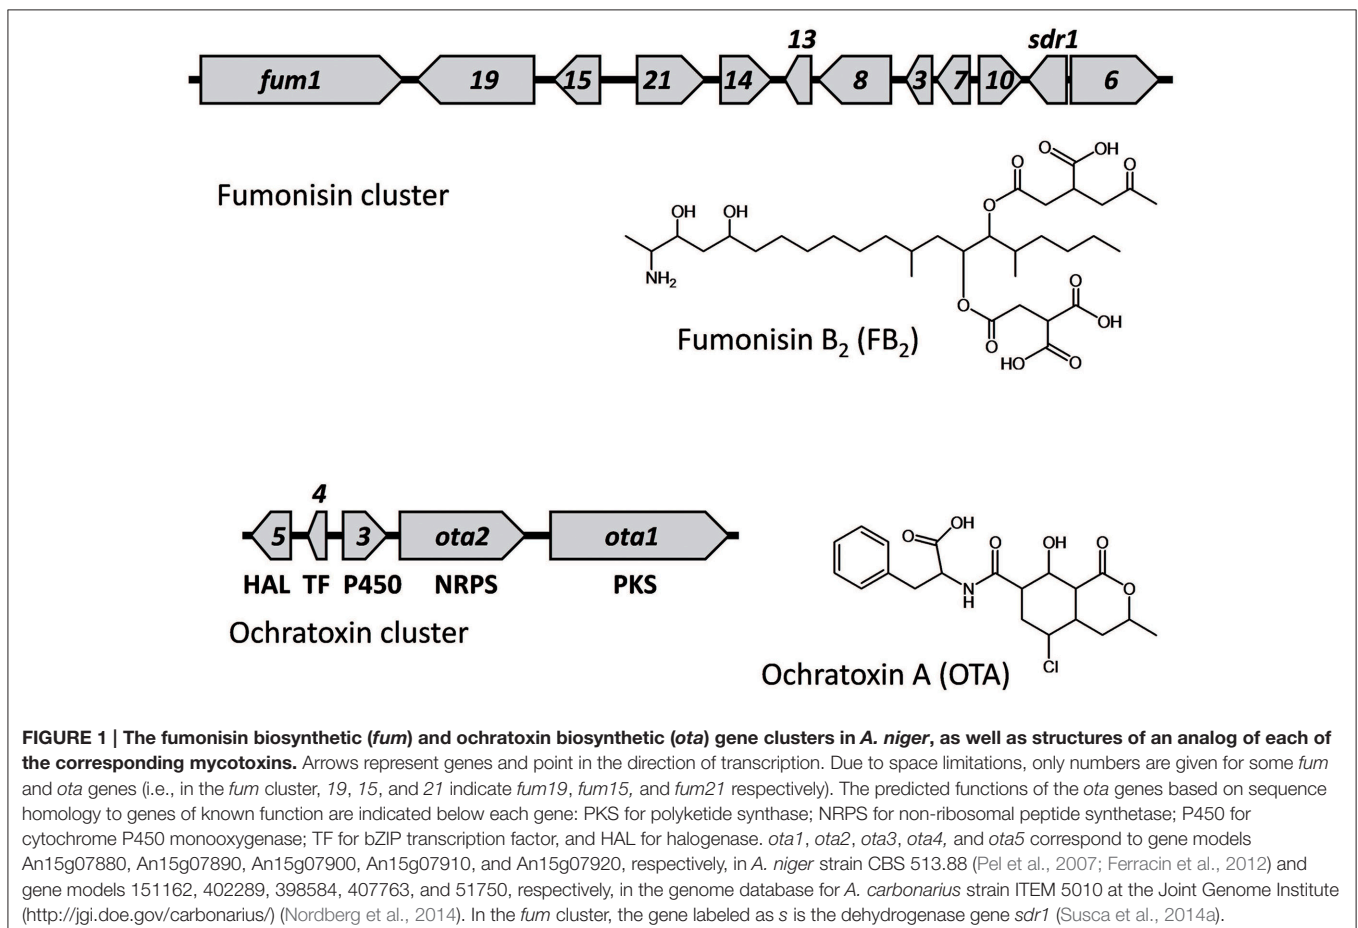 13 sdr1
fum1 19 15 21 14 8 3 7 10 6
Fumonisin cluster
O OH
O O
O
OH OH
NH2
O
O
O OH
HO O
Fumonisin B2 (FB2)
4
5 3 ota2 ota1
HAL TF P450 NRPS PKS
Ochratoxin cluster
OH
O O OH O
N O
H
Cl
Ochratoxin A (OTA)
FIGURE 1 | The fumonisin biosynthetic (fum) and ochratoxin biosynthetic (ota) gene clusters in A. niger, as well as structures of an analog of each of
the corresponding mycotoxins. Arrows represent genes and point in the direction of transcription. Due to space limitations, only numbers are given for some fum
and ota genes (i.e., in the fum cluster, 19, 15, and 21 indicate fum19, fum15, and fum21 respectively). The predicted functions of the ota genes based on sequence
homology to genes of known function are indicated below each gene: PKS for polyketide synthase; NRPS for non-ribosomal peptide synthetase; P450 for
cytochrome P450 monooxygenase; TF for bZIP transcription factor, and HAL for halogenase. ota1, ota2, ota3, ota4, and ota5 correspond to gene models
An15g07880, An15g07890, An15g07900, An15g07910, and An15g07920, respectively, in A. niger strain CBS 513.88 (Pel et al., 2007; Ferracin et al., 2012) and
gene models 151162, 402289, 398584, 407763, and 51750, respectively, in the genome database for A. carbonarius strain ITEM 5010 at the Joint Genome Institute
(http://jgi.doe.gov/carbonarius/) (Nordberg et al., 2014). In the fum cluster, the gene labeled as s is the dehydrogenase gene sdr1 (Susca et al., 2014a).